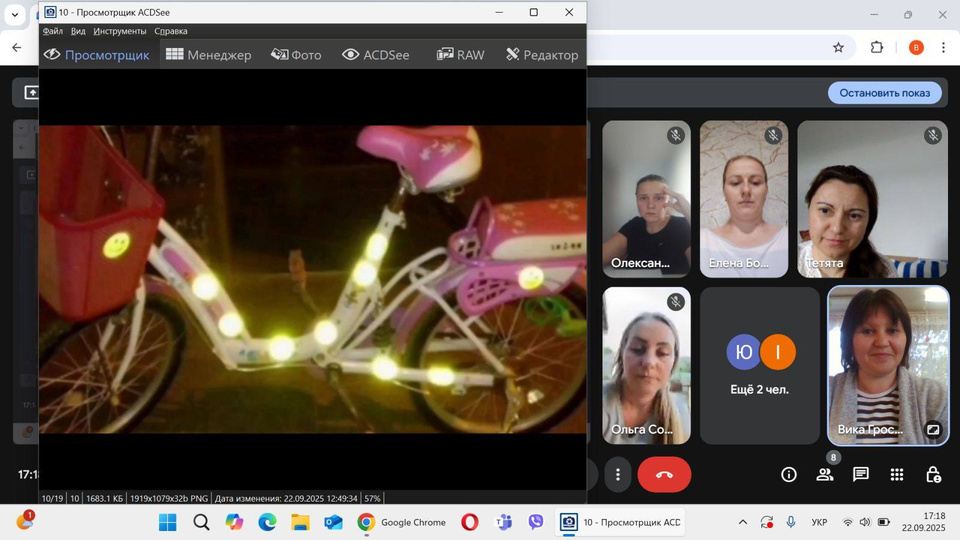 10 - Просмотрщик ACDSee
Файл Вид Инструменты Справка
Просмотрщик Менеджер Фото ACDSee RAW Редактор
Остановить показ
Олексан...
Елена Бо...
Тетята
Ольга Со...
Ю І
Ещё 2 чел.
Вика Грос...
В
17:18
8
10/19 10 1683.1 КБ 1919x1079x32b PNG Дата изменения: 22.09.2025 12:49:34 57%
1
Google Chrome
10 - Просмотрщик ACD
УКР
17:18
22.09.2025